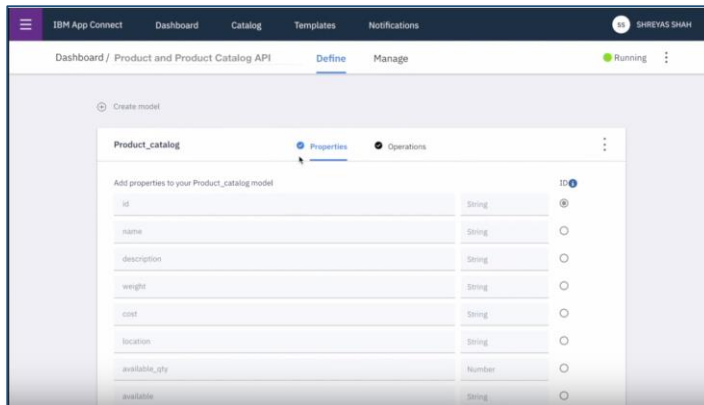 IBM App Connect Dashboard Catalog Templates Notifications SS SHREYAS SHAH
Dashboard / Product and Product Catalog API Define Manage Running
Create model
Product_catalog Properties Operations
Add properties to your Product_catalog model ID
id String
name String
description String
weight String
cost String
location String
available_qty Number
available String